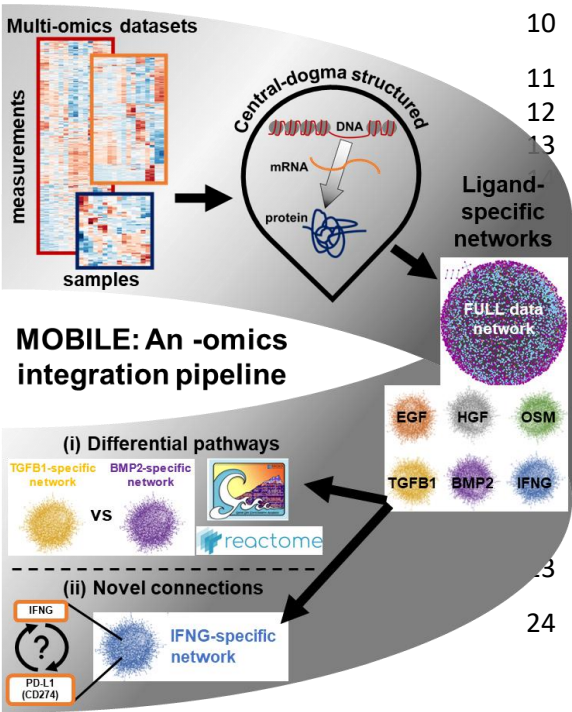 Multi-omics datasets
measurements
samples
Central-dogma structured
DNA
mRNA
protein
10
11
12
13
Ligand-
specific
networks
FULL data
network
MOBILE: An -omics
integration pipeline
EGF
HGF
OSM
TGFB1
BMP2
IFNG
(i) Differential pathways
TGFB1-specific
network
vs
BMP2-specific
network
reactome
(ii) Novel connections
IFNG
?
PD-L1
(CD274)
IFNG-specific
network
23
24